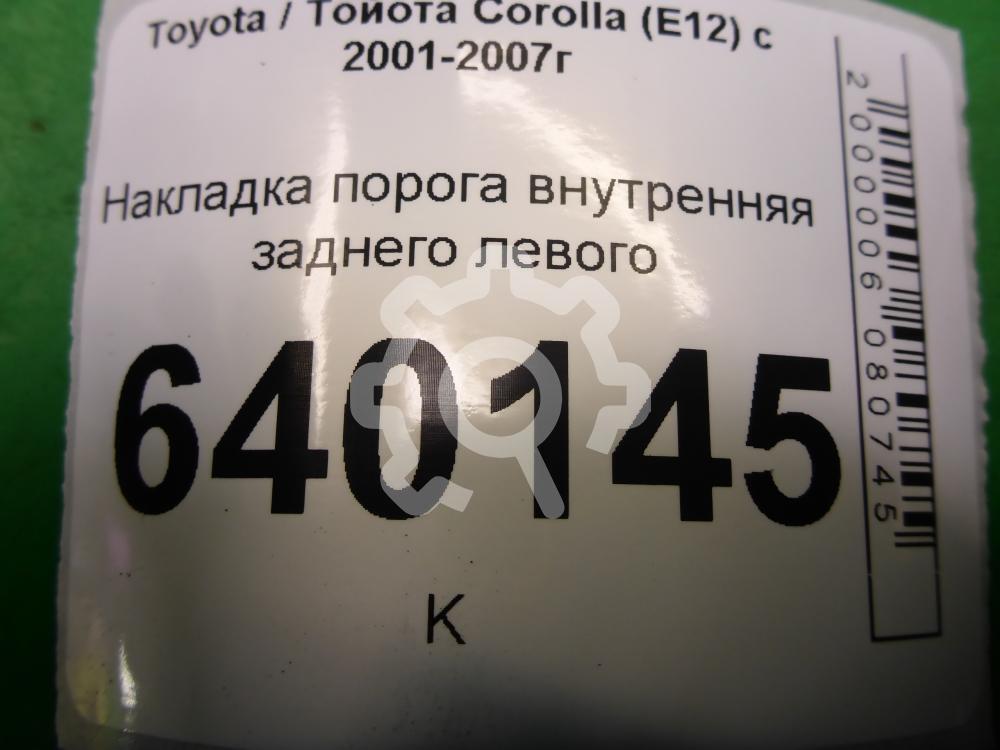 Toyota / Тойота Corolla (E12) с
2001-2007г
Накладка порога внутренняя
заднего левого
640145
К
2000006080745